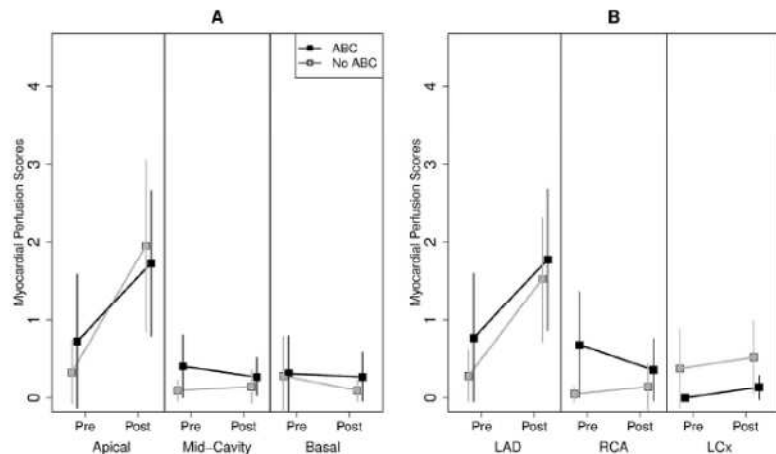 A
B
ABC
No ABC
Myocardial Perfusion Scores
4
3
2
1
0
Pre Post Pre Post Pre Post
Apical Mid-Cavity Basal
Myocardial Perfusion Scores
4
3
2
1
0
Pre Post Pre Post Pre Post
LAD RCA LCx